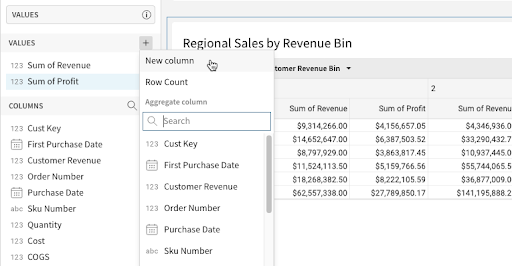 VALUES
VALUES
123 Sum of Revenue
123 Sum of Profit
COLUMNS
123 Cust Key
First Purchase Date
123 Customer Revenue
123 Order Number
Purchase Date
abc Sku Number
123 Quantity
123 Cost
123 COGS
New column
Row Count
Aggregate column
Search
123 Cust Key
First Purchase Date
123 Customer Revenue
123 Order Number
Purchase Date
abc Sku Number
Regional Sales by Revenue Bin
tomer Revenue Bin
2
Sum of Revenue Sum of Profit Sum of Revenue
$9,314,266.00 $4,156,657.05 $4,346,936.0
$14,652,647.00 $6,387,503.52 $33,290,432.7
$8,797,929.00 $3,863,817.45 $10,937,445.0
$11,524,513.00 $5,159,766.56 $55,744,065.5
$18,268,382.50 $8,222,105.59 $36,877,009.0
$62,557,338.00 $27,789,850.17 $141,195,888.2